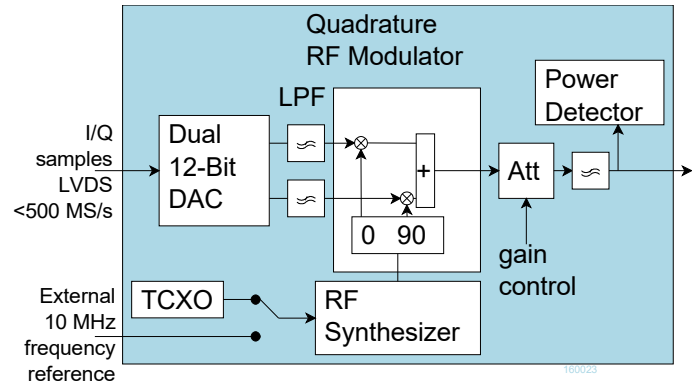 Quadrature
RF Modulator
Power
Detector
LPF
I/Q
samples
LVDS
<500 MS/s
Dual
12-Bit
DAC
≈
≈
+
Att
≈
0 90
gain
control
TCXO
RF
Synthesizer
External
10 MHz
frequency
reference
160023